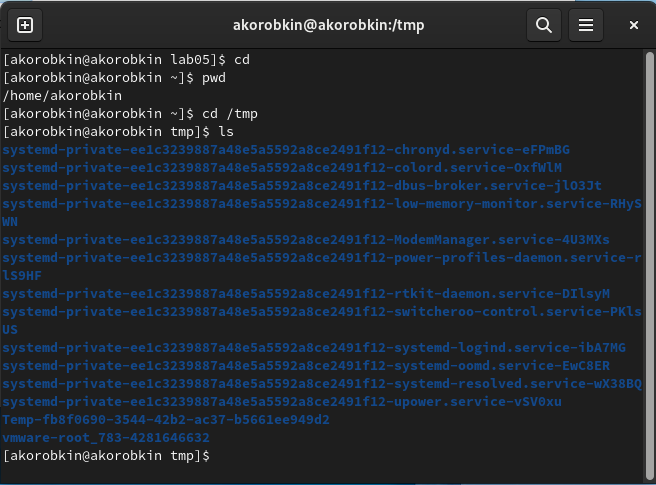 akorobkin@akorobkin:/tmp
[akorobkin@akorobkin lab05]$ cd
[akorobkin@akorobkin ~]$ pwd
/home/akorobkin
[akorobkin@akorobkin ~]$ cd /tmp
[akorobkin@akorobkin tmp]$ ls
systemd-private-ee1c3239887a48e5a5592a8ce2491f12-chronyd.service-eFPmBG
systemd-private-ee1c3239887a48e5a5592a8ce2491f12-colord.service-OxfWlM
systemd-private-ee1c3239887a48e5a5592a8ce2491f12-dbus-broker.service-jlO3Jt
systemd-private-ee1c3239887a48e5a5592a8ce2491f12-low-memory-monitor.service-RHyS
WN
systemd-private-ee1c3239887a48e5a5592a8ce2491f12-ModemManager.service-4U3MXs
systemd-private-ee1c3239887a48e5a5592a8ce2491f12-power-profiles-daemon.service-r
lS9HF
systemd-private-ee1c3239887a48e5a5592a8ce2491f12-rtkit-daemon.service-DIlsyM
systemd-private-ee1c3239887a48e5a5592a8ce2491f12-switcheroo-control.service-PKls
US
systemd-private-ee1c3239887a48e5a5592a8ce2491f12-systemd-logind.service-ibA7MG
systemd-private-ee1c3239887a48e5a5592a8ce2491f12-systemd-oomd.service-EwC8ER
systemd-private-ee1c3239887a48e5a5592a8ce2491f12-systemd-resolved.service-wX38BQ
systemd-private-ee1c3239887a48e5a5592a8ce2491f12-upower.service-vSV0xu
Temp-fb8f0690-3544-42b2-ac37-b5661ee949d2
vmware-root_783-4281646632
[akorobkin@akorobkin tmp]$